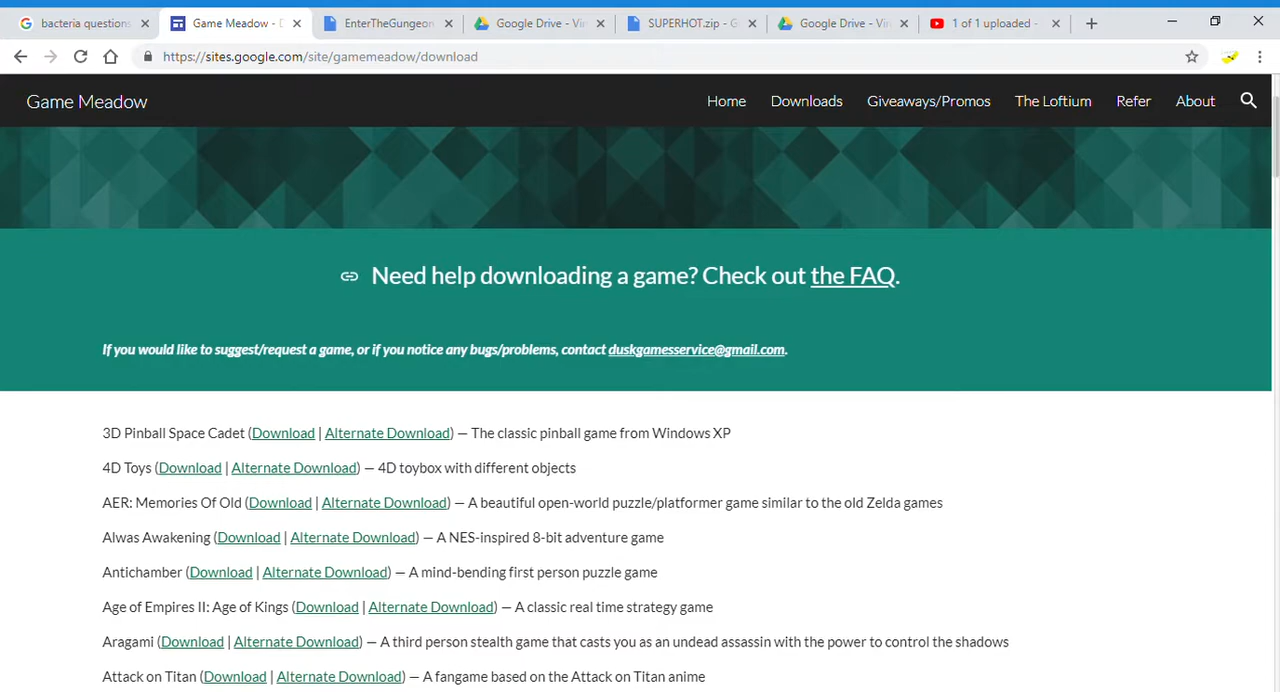 bacteria questions
Game Meadow - D
EnterTheGungeon
Google Drive - Vir
SUPERHOT.zip - G
Google Drive - Vir
1 of 1 uploaded -
https://sites.google.com/site/gamemeadow/download
Game Meadow
Home
Downloads
Giveaways/Promos
The Loftium
Refer
About
Need help downloading a game? Check out the FAQ.
If you would like to suggest/request a game, or if you notice any bugs/problems, contact duskgamesservice@gmail.com.
3D Pinball Space Cadet (Download | Alternate Download) — The classic pinball game from Windows XP
4D Toys (Download | Alternate Download) — 4D toybox with different objects
AER: Memories Of Old (Download | Alternate Download) — A beautiful open-world puzzle/platformer game similar to the old Zelda games
Alwas Awakening (Download | Alternate Download) — A NES-inspired 8-bit adventure game
Antichamber (Download | Alternate Download) — A mind-bending first person puzzle game
Age of Empires II: Age of Kings (Download | Alternate Download) — A classic real time strategy game
Aragami (Download | Alternate Download) — A third person stealth game that casts you as an undead assassin with the power to control the shadows
Attack on Titan (Download | Alternate Download) — A fangame based on the Attack on Titan anime